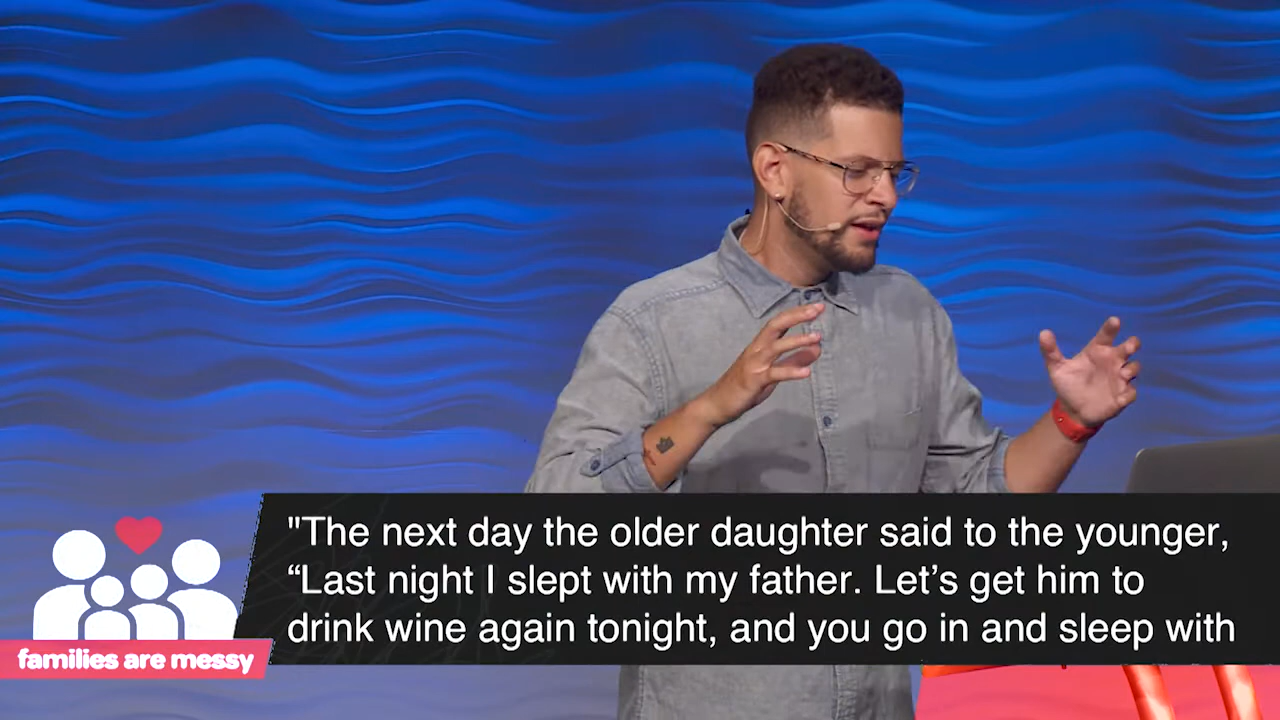 "The next day the older daughter said to the younger,
“Last night I slept with my father. Let’s get him to
drink wine again tonight, and you go in and sleep with
families are messy